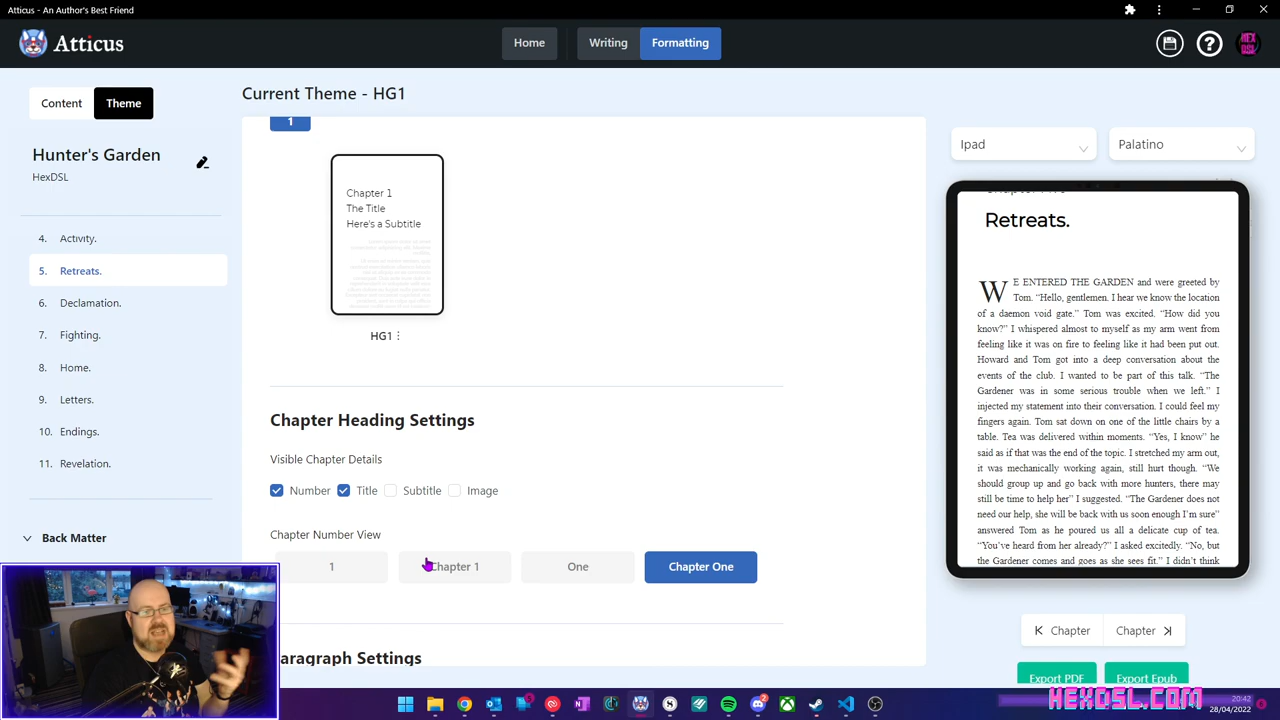 Atticus - An Author's Best Friend
Atticus
Home
Writing
Formatting
HEX
DSL
Content
Theme
Hunter's Garden
HexDSL
4. Activity.
5. Retreats.
6. Declamation.
7. Fighting.
8. Home.
9. Letters.
10. Endings.
11. Revelation.
Back Matter
Current Theme - HG1
1
Chapter 1
The Title
Here's a Subtitle
HG1
Chapter Heading Settings
Visible Chapter Details
Number
Title
Subtitle
Image
Chapter Number View
1
Chapter 1
One
Chapter One
Paragraph Settings
Ipad
Palatino
Retreats.
WE ENTERED THE GARDEN and were greeted by
Tom. “Hello, gentlemen. I hear we know the location
of a daemon void gate.” Tom was excited. “How did you
know?” I whispered almost to myself as my arm went from
feeling like it was on fire to feeling like it had been put out.
Howard and Tom got into a deep conversation about the
events of the club. I wanted to be part of this talk. “The
Gardener was in some serious trouble when we left.” I
injected my statement into their conversation. I could feel my
fingers again. Tom sat down on one of the little chairs by a
table. Tea was delivered within moments. “Yes, I know” he
said as if that was the end of the topic. I stretched my arm out,
it was mechanically working again, still hurt though. “We
should group up and go back with more hunters, there may
still be time to help her” I suggested. “The Gardener does not
need our help, she will be back with us soon enough I’m sure”
answered Tom as he poured us all a delicate cup of tea.
“You’ve heard from her already?” I asked excitedly. “No, but
the Gardener comes and goes as she sees fit.” I didn’t think
Chapter
Chapter
Export PDF
Export Epub
HEXDSL.COM
20:42
28/04/2022